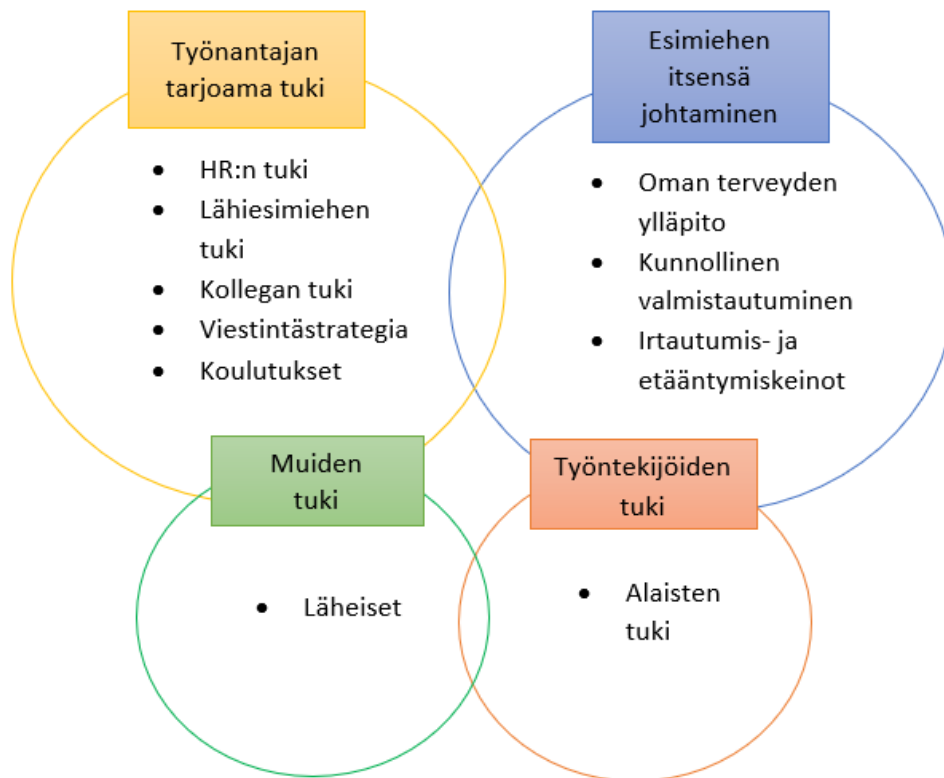 Työnantajan
tarjoama tuki
• HR:n tuki
• Lähiesimiehen
tuki
• Kollegan tuki
• Viestintästrategia
• Koulutukset
Esimiehen
itsensä
johtaminen
• Oman terveyden
ylläpito
• Kunnollinen
valmistautuminen
• Irtautumis- ja
etääntymiskeinot
Muiden
tuki
• Läheiset
Työntekijöiden
tuki
• Alaisten
tuki